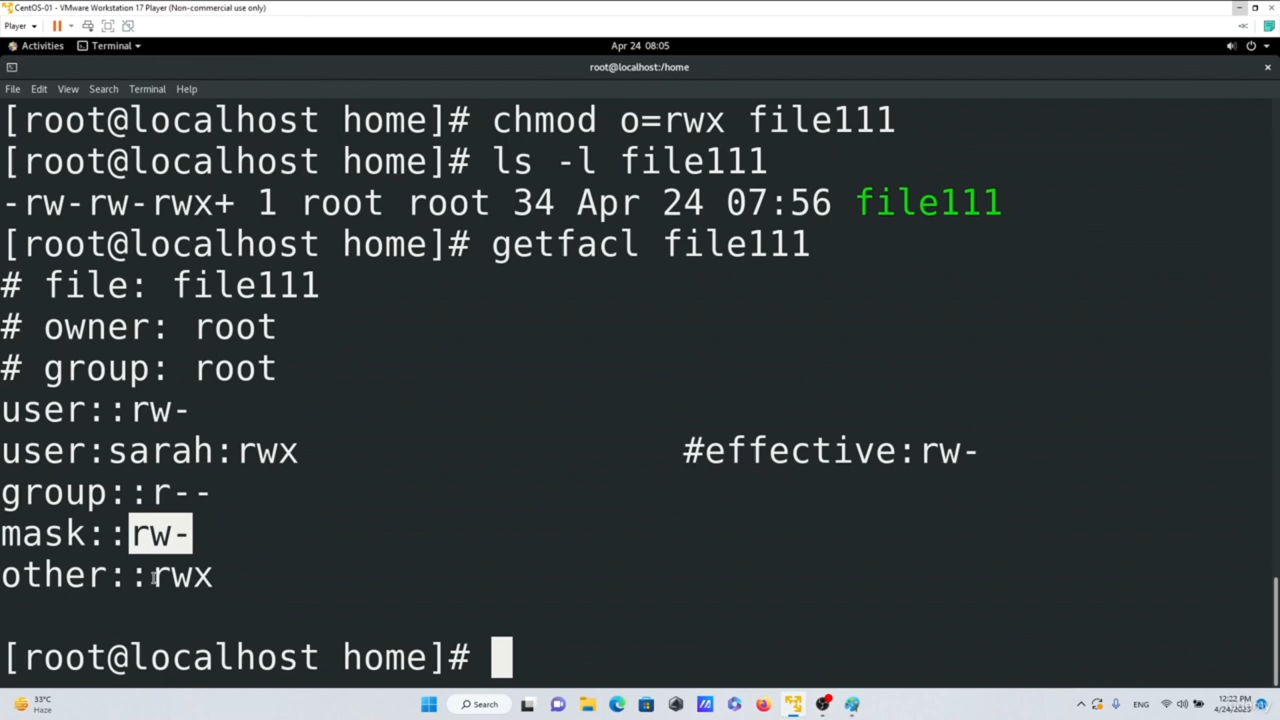 CentOS-01 - VMware Workstation 17 Player (Non-commercial use only)
Player
Activities Terminal Apr 24 08:05
root@localhost:/home
File Edit View Search Terminal Help
[root@localhost home]# chmod o=rwx file111
[root@localhost home]# ls -l file111
-rw-rw-rwx+ 1 root root 34 Apr 24 07:56 file111
[root@localhost home]# getfacl file111
# file: file111
# owner: root
# group: root
user::rw-
user:sarah:rwx #effective:rw-
group::r--
mask::rw-
other::rwx
[root@localhost home]#
33°C
Haze
Search
ENG
12:22 PM
4/24/2023